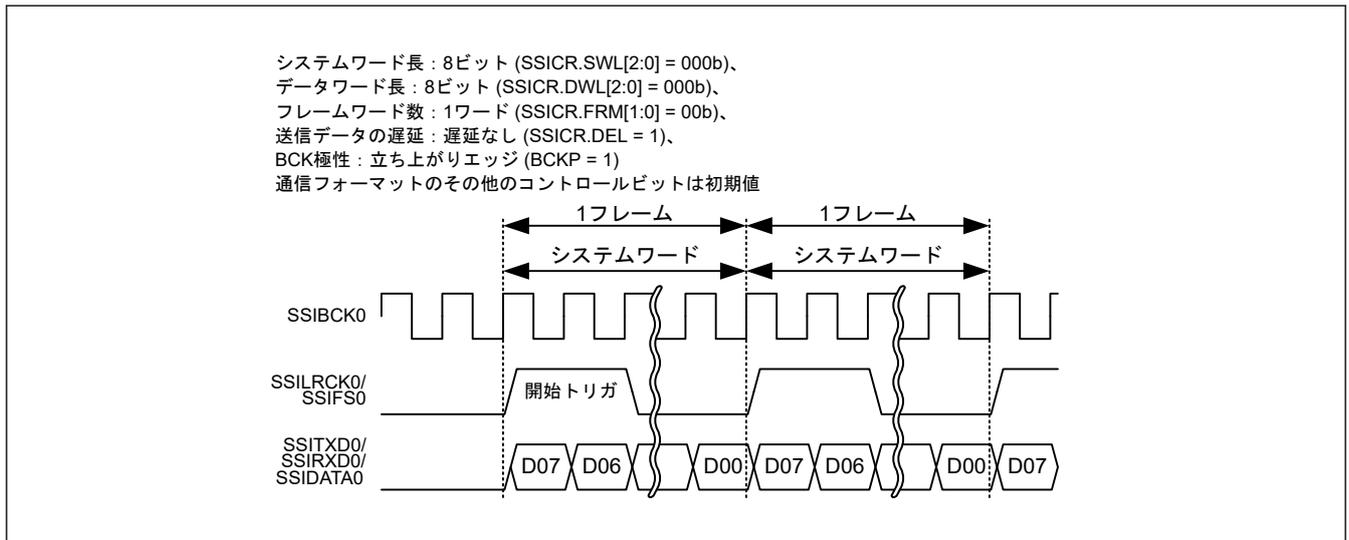 システムワード長：8ビット (SSICR.SWL[2:0] = 000b)、
データワード長：8ビット (SSICR.DWL[2:0] = 000b)、
フレームワード数：1ワード (SSICR.FRM[1:0] = 00b)、
送信データの遅延：遅延なし (SSICR.DEL = 1)、
BCK極性：立ち上がりエッジ (BCKP = 1)
通信フォーマットのその他のコントロールビットは初期値
1フレーム 1フレーム
システムワード システムワード
SSIBCK0
SSILRCK0/
SSIFS0
開始トリガ
SSITXD0/
SSIRXD0/
SSIDATA0
D07 D06 D00 D07 D06 D00 D07